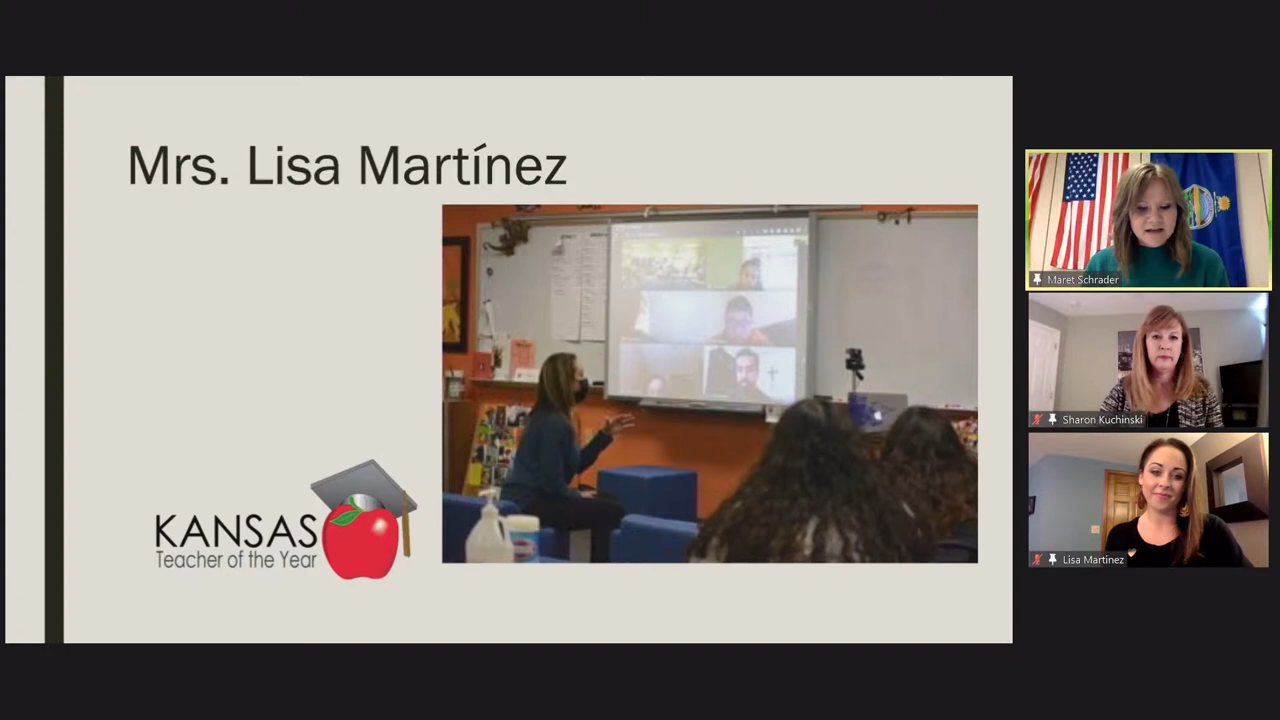 Mrs. Lisa Martínez
KANSAS
Teacher of the Year
Maret Schrader
Sharon Kuchinski
Lisa Martinez